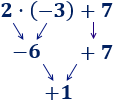 2 · (−3) + 7
−6 + 7
+1